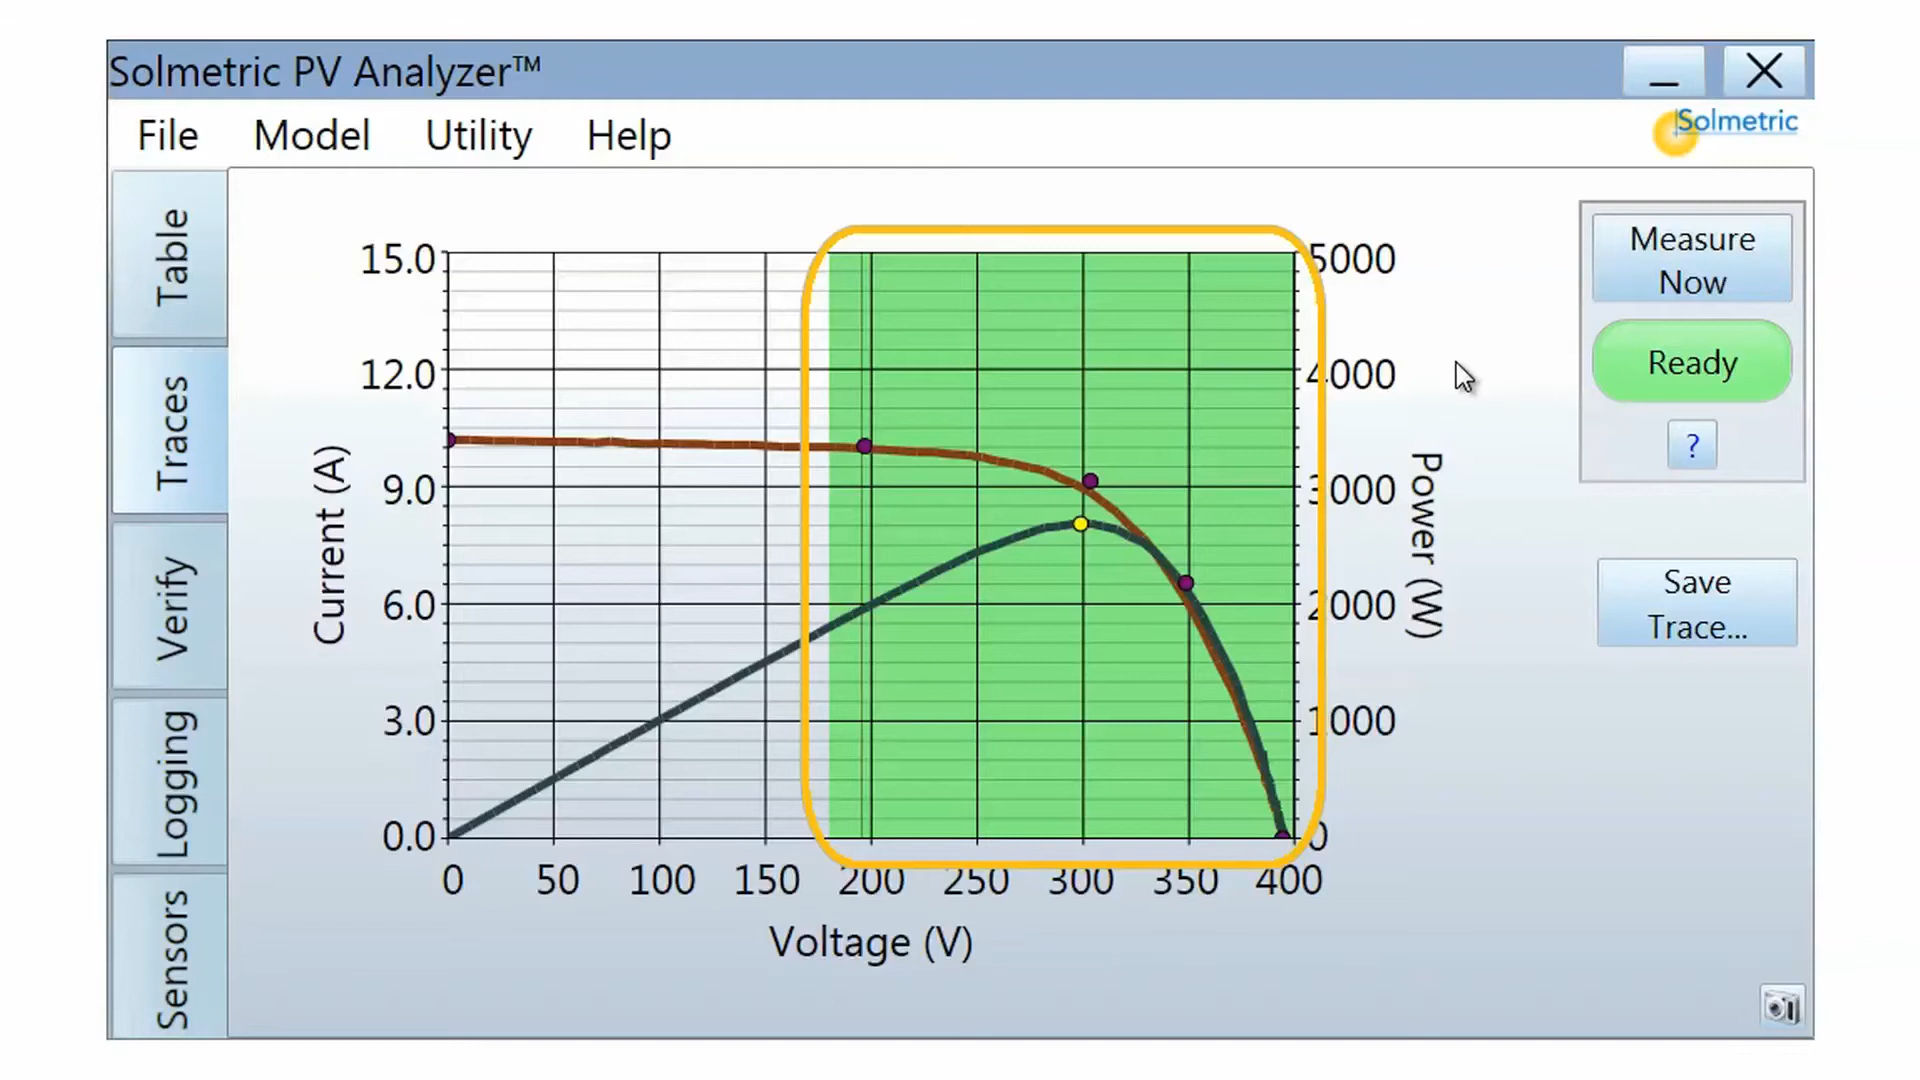 Solmetric PV Analyzer™
File Model Utility Help
Solmetric
Table
Traces
Verify
Logging
Sensors
Current (A)
15.0
12.0
9.0
6.0
3.0
0.0
0 50 100 150 200 250 300 350 400
Voltage (V)
5000
4000
3000
2000
1000
0
Power (W)
Measure
Now
Ready
?
Save
Trace...